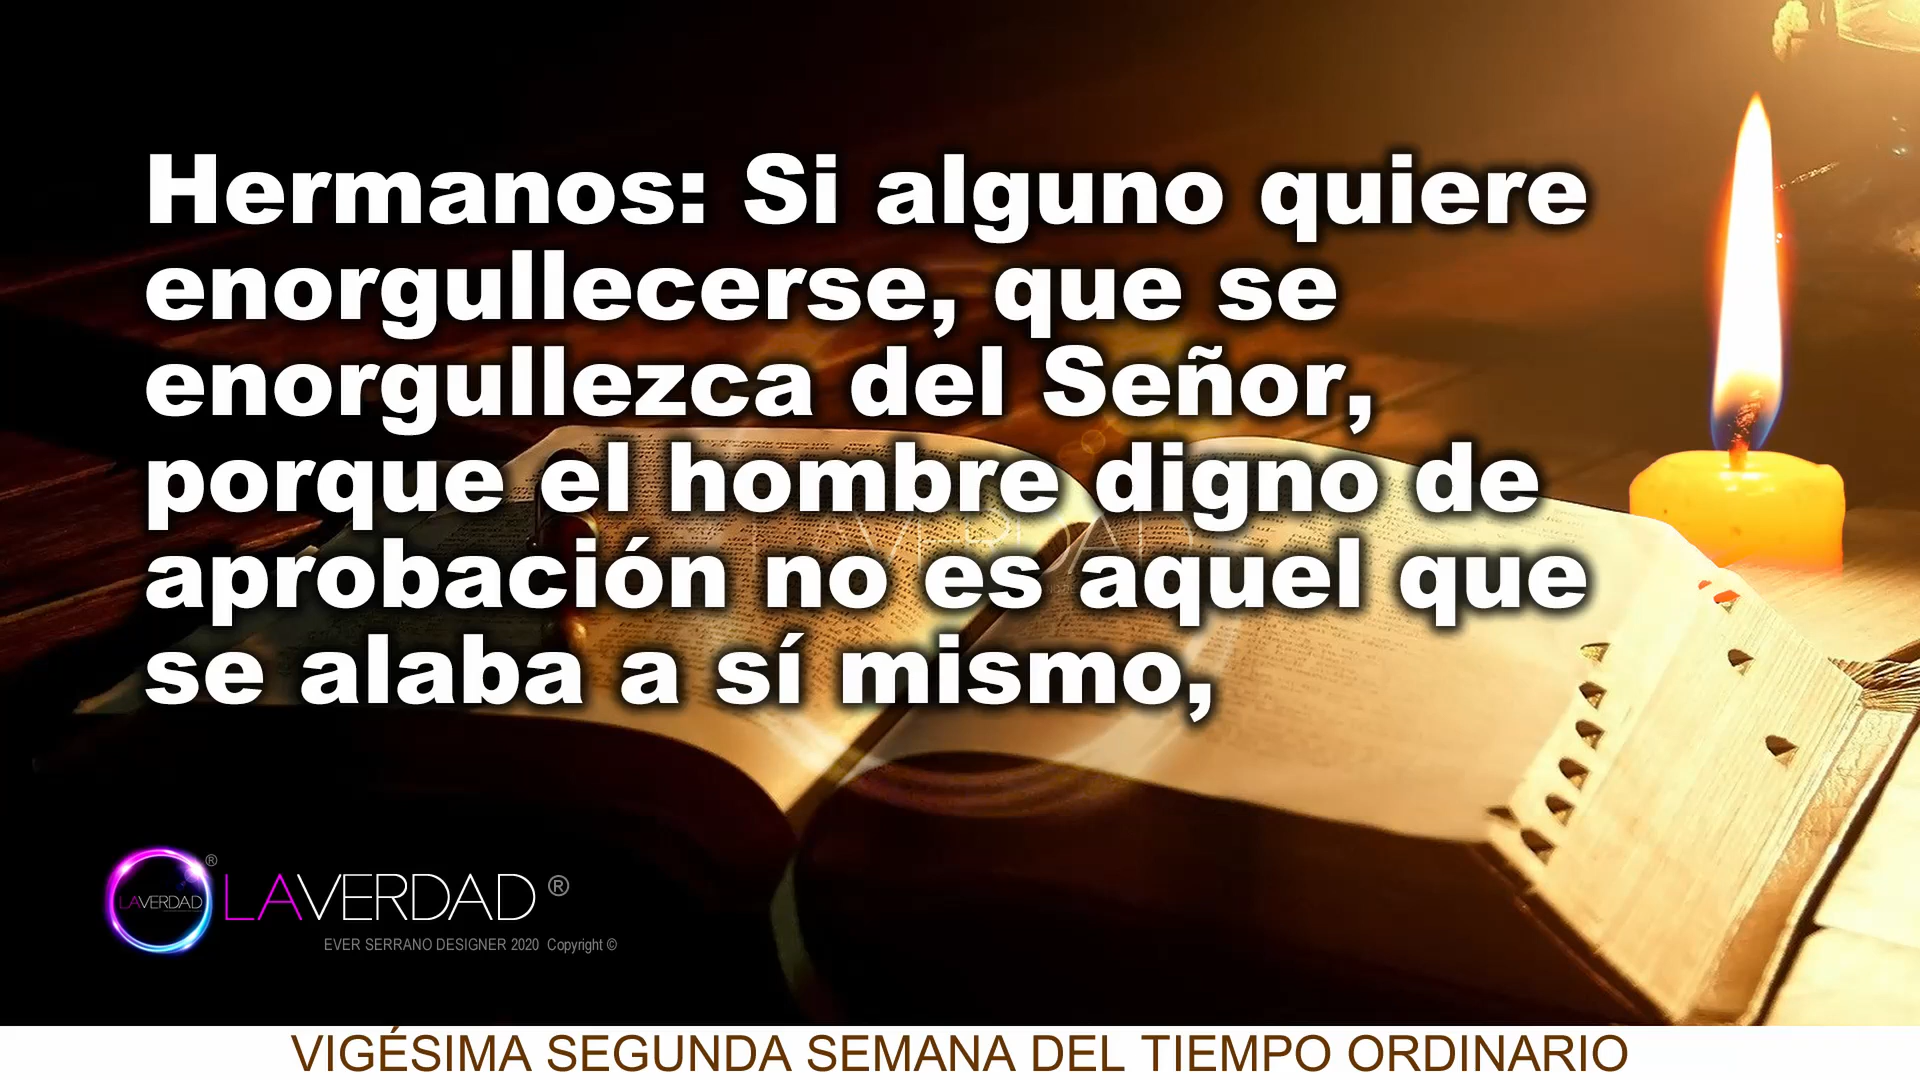 Hermanos: Si alguno quiere
enorgullecerse, que se
enorgullezca del Señor,
porque el hombre digno de
aprobación no es aquel que
se alaba a sí mismo,
LAVERDAD ®
LAVERDAD ®
EVER SERRANO DESIGNER 2020 Copyright ©
VIGÉSIMA SEGUNDA SEMANA DEL TIEMPO ORDINARIO